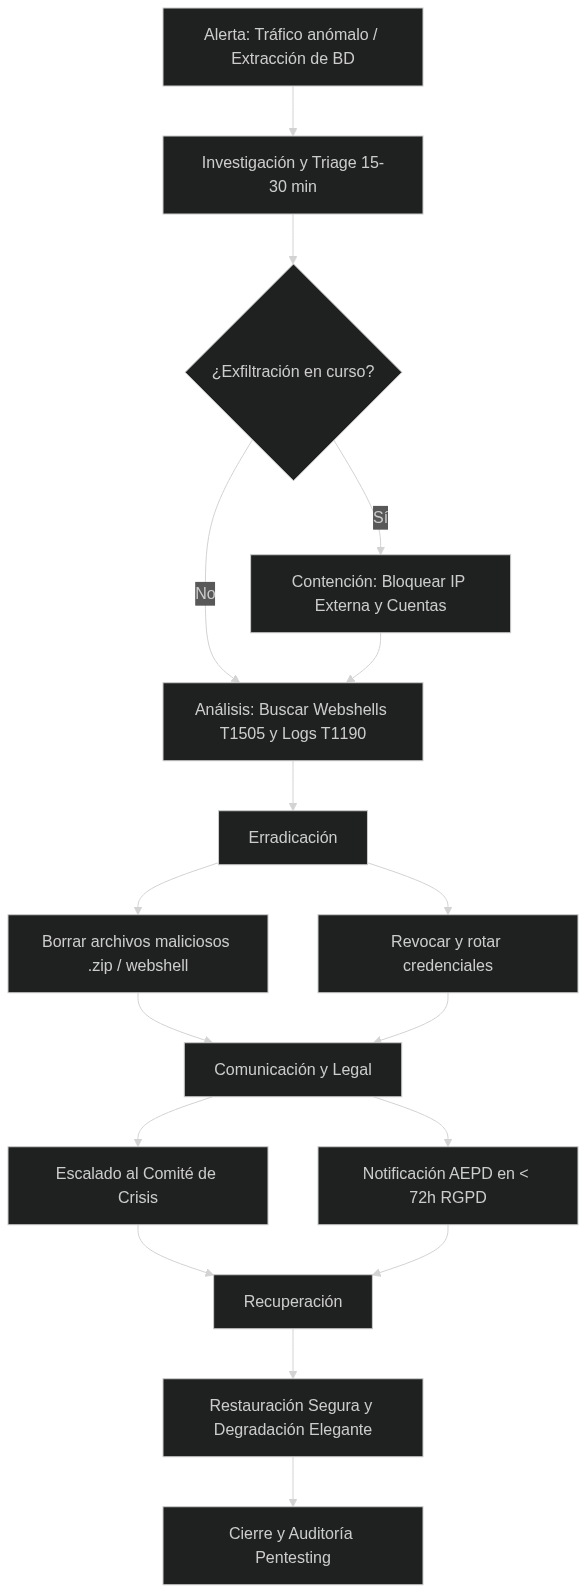 Alerta: Tráfico anómalo /
Extracción de BD
Investigación y Triage 15-
30 min
¿Exfiltración en curso?
Sí
Contención: Bloquear IP
Externa y Cuentas
No
Análisis: Buscar Webshells
T1505 y Logs T1190
Erradicación
Borrar archivos maliciosos
.zip / webshell
Revocar y rotar
credenciales
Comunicación y Legal
Escalado al Comité de
Crisis
Notificación AEPD en <
72h RGPD
Recuperación
Restauración Segura y
Degradación Elegante
Cierre y Auditoría
Pentesting